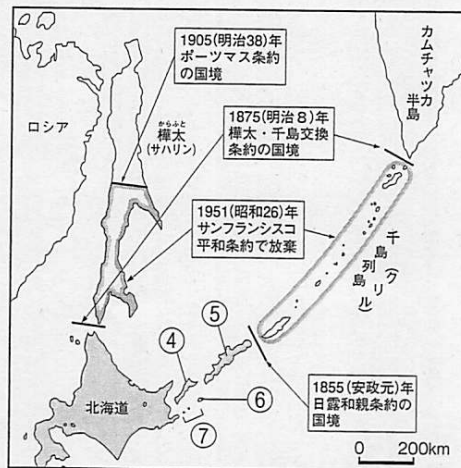 1905(明治38)年
ポーツマス条約
の国境
カムチャツカ
半島
ロシア
からふと
樺太
(サハリン)
1875(明治8)年
樺太・千島交換
条約の国境
1951(昭和26)年
サンフランシスコ
平和条約で放棄
千島列島(クリル)
④
⑤
⑥
⑦
北海道
1855(安政元)年
日露和親条約の
国境
0 200km